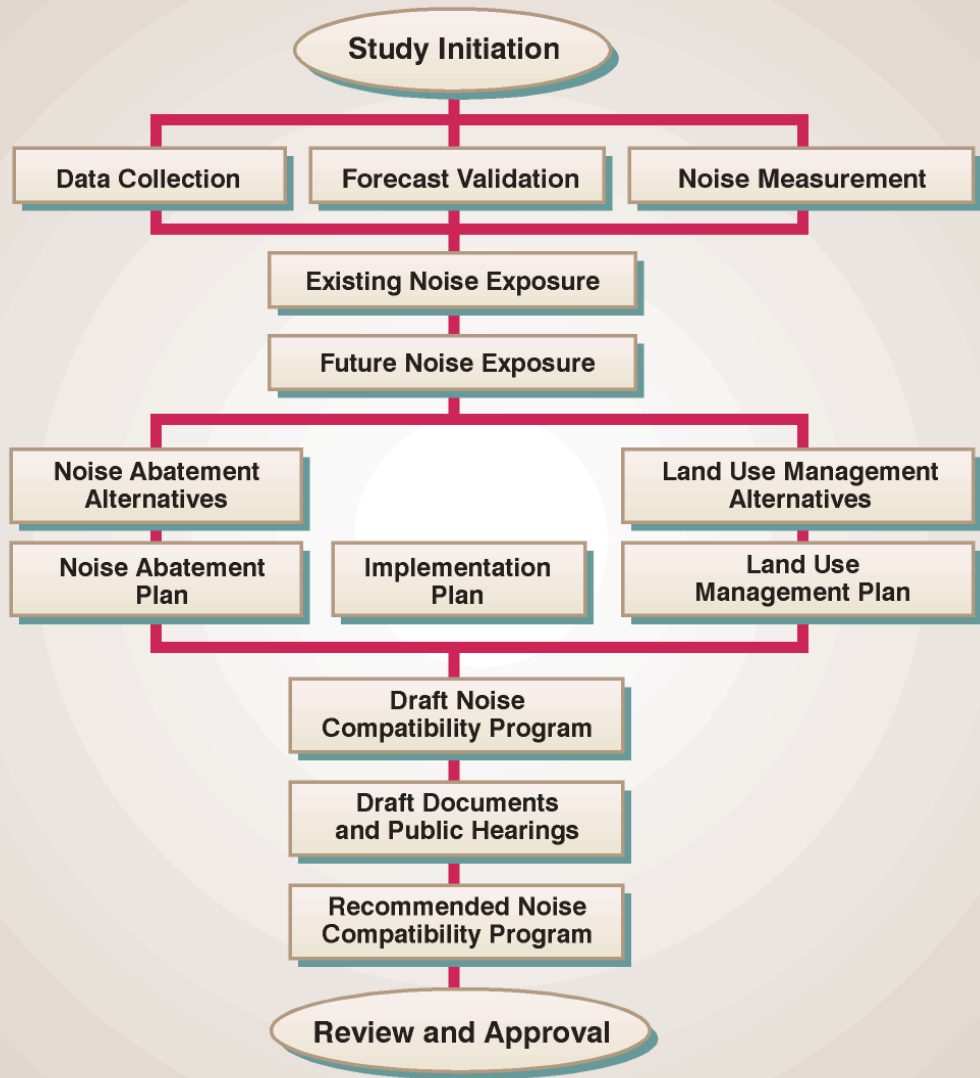 Study Initiation
Data Collection
Forecast Validation
Noise Measurement
Existing Noise Exposure
Future Noise Exposure
Noise Abatement
Alternatives
Land Use Management
Alternatives
Noise Abatement
Plan
Implementation
Plan
Land Use
Management Plan
Draft Noise
Compatibility Program
Draft Documents
and Public Hearings
Recommended Noise
Compatibility Program
Review and Approval